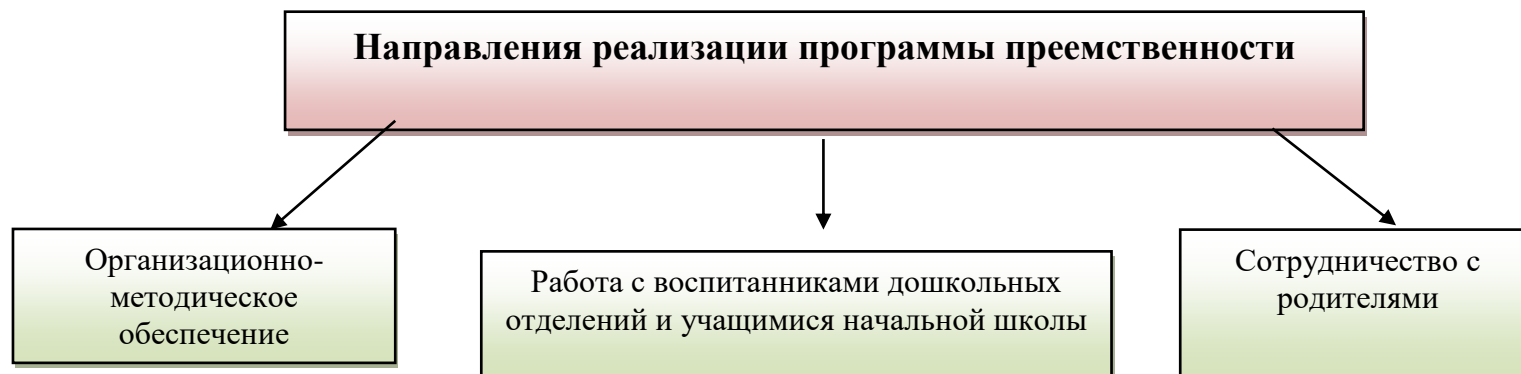 Направления реализации программы преемственности
Организационно-
методическое
обеспечение
Работа с воспитанниками дошкольных
отделений и учащимися начальной школы
Сотрудничество с
родителями